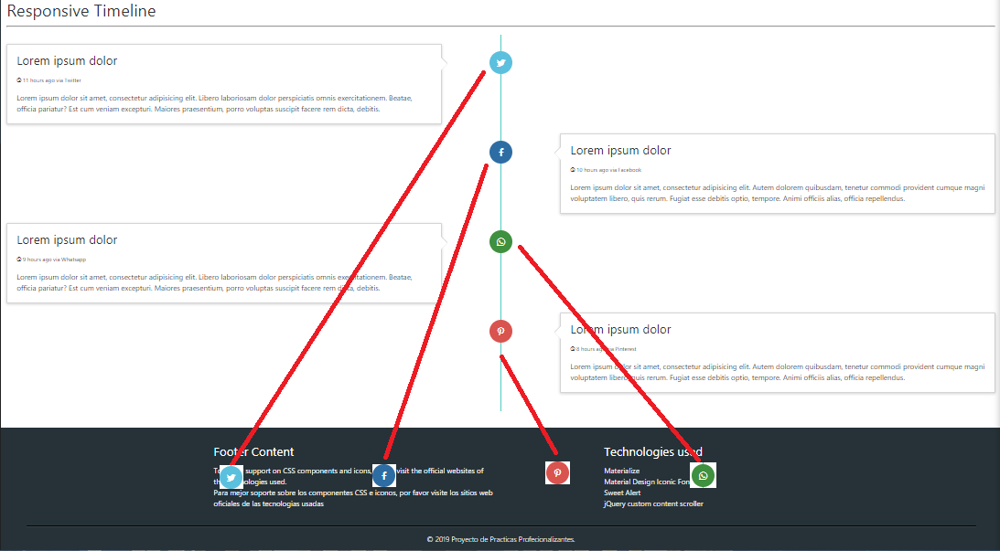 Responsive Timeline
Lorem ipsum dolor
11 hours ago via Twitter
Lorem ipsum dolor sit amet, consectetur adipisicing elit. Libero laboriosam dolor perspiciatis omnis exercitationem. Beatae,
officia pariatur? Est cum veniam excepturi. Maiores praesentium, porro voluptas suscipit facere rem dicta, debitis.
Lorem ipsum dolor
10 hours ago via Facebook
Lorem ipsum dolor sit amet, consectetur adipisicing elit. Autem dolorem quibusdam, tenetur commodi provident cumque magni
voluptatem libero, quis rerum. Fugiat esse debitis optio, tempore. Animi officiis alias, officia repellendus.
Lorem ipsum dolor
9 hours ago via Whatsapp
Lorem ipsum dolor sit amet, consectetur adipisicing elit. Libero laboriosam dolor perspiciatis omnis exercitationem. Beatae,
officia pariatur? Est cum veniam excepturi. Maiores praesentium, porro voluptas suscipit facere rem dicta, debitis.
Lorem ipsum dolor
8 hours ago via Pinterest
Lorem ipsum dolor sit amet, consectetur adipisicing elit. Autem dolorem quibusdam, tenetur commodi provident cumque magni
voluptatem libero, quis rerum. Fugiat esse debitis optio, tempore. Animi officiis alias, officia repellendus.
Footer Content
support on CSS components and icons, visit the official websites of
used.
Para mejor soporte sobre los componentes CSS e iconos, por favor visite los sitios web
oficiales de las tecnologias usadas
Technologies used
Materialize
Material Design Iconic Fon
Sweet Alert
jQuery custom content scroller
© 2019 Proyecto de Practicas Profecionalizantes.